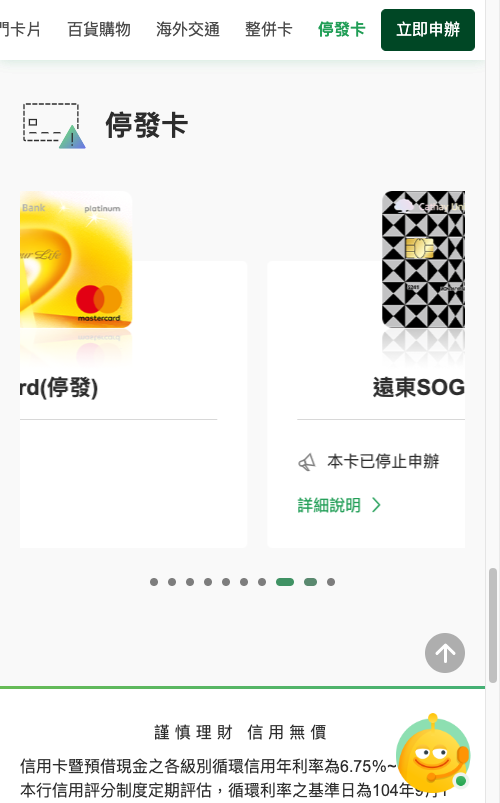 門卡片 百貨購物 海外交通 整併卡 停發卡 立即申辦
停發卡
Bank platinum
our Life
mastercard
rd(停發)
遠東SOG
本卡已停止申辦
詳細說明
謹慎理財 信用無價
信用卡暨預借現金之各級別循環信用年利率為6.75%~
本行信用評分制度定期評估，循環利率之基準日為104年9月1